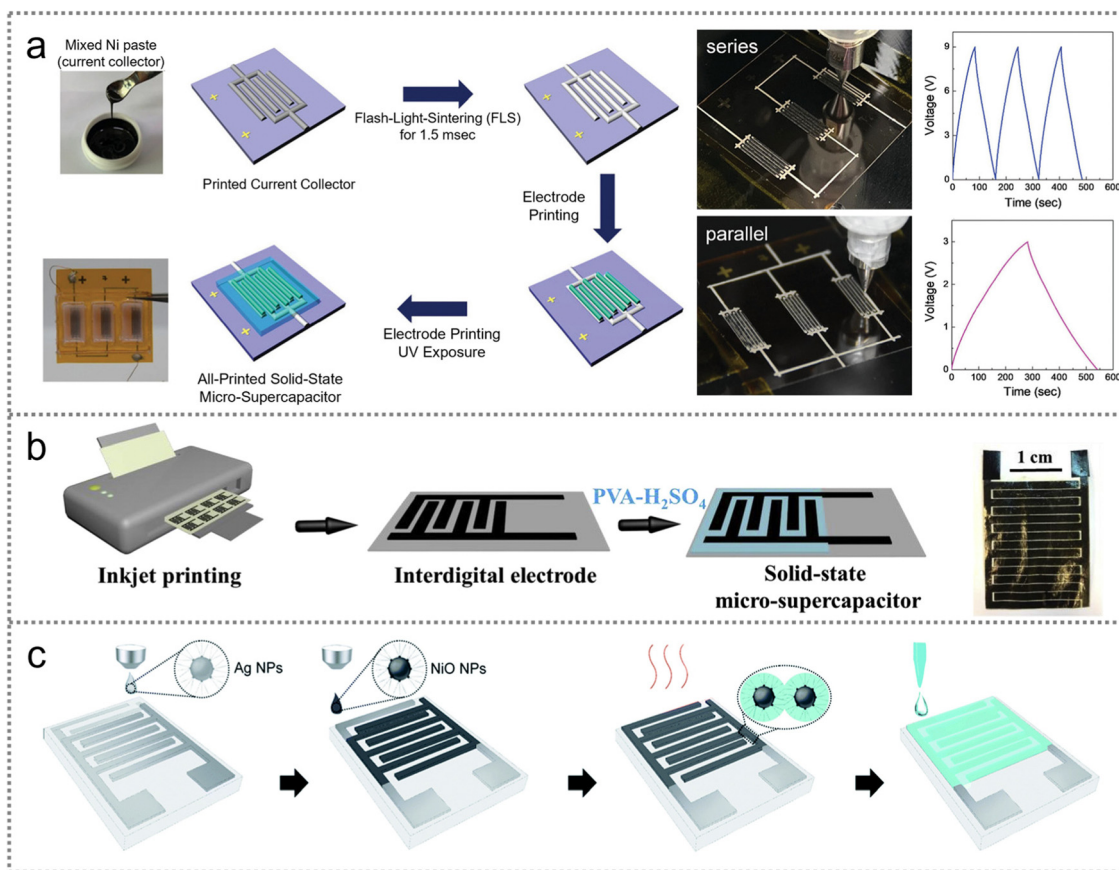 a
Mixed Ni paste
(current collector)
Printed Current Collector
Flash-Light-Sintering (FLS)
for 1.5 msec
Electrode
Printing
Electrode Printing
UV Exposure
All-Printed Solid-State
Micro-Supercapacitor
series
Voltage (V)
9
6
3
0
0 100 200 300 400 500 600
Time (sec)
parallel
Voltage (V)
3
2
1
0
0 100 200 300 400 500 600
Time (sec)
b
Inkjet printing
Interdigital electrode
PVA-H₂SO₄
Solid-state
micro-supercapacitor
1 cm
c
Ag NPs
NiO NPs